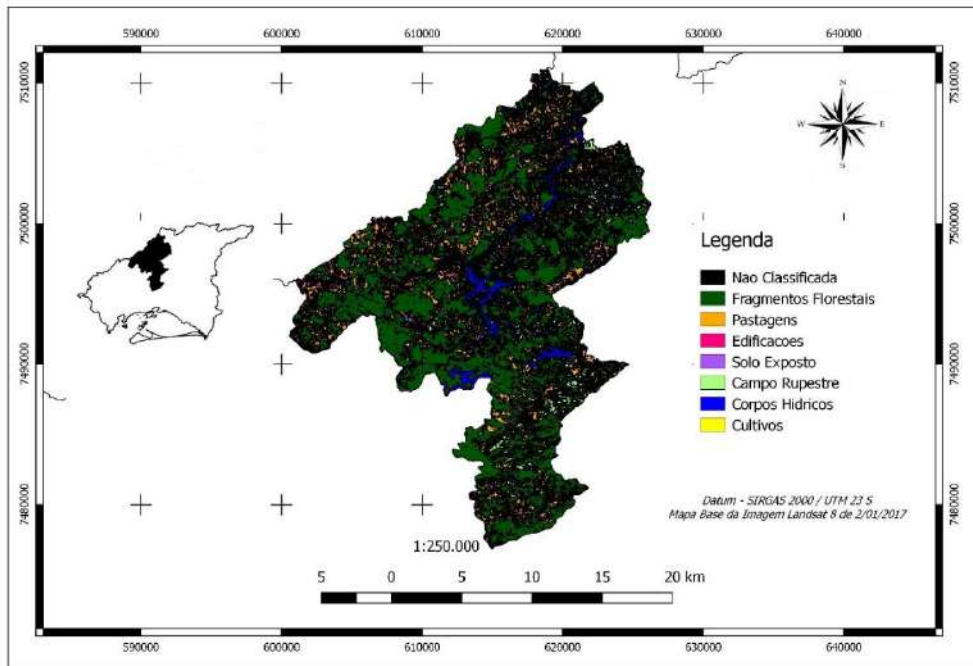 590000 600000 610000 620000 630000 640000
7510000 7510000
N
W E
S
7500000 7500000
Legenda
Nao Classificada
Fragmentos Florestais
Pastagens
Edificacoes
Solo Exposto
Campo Rupestre
Corpos Hidricos
Cultivos
7490000 7490000
7480000 7480000
Datum - SIRGAS 2000 / UTM 23 S
Mapa Base da Imagem Landsat 8 de 2/01/2017
1:250.000
5 0 5 10 15 20 km
590000 600000 610000 620000 630000 640000